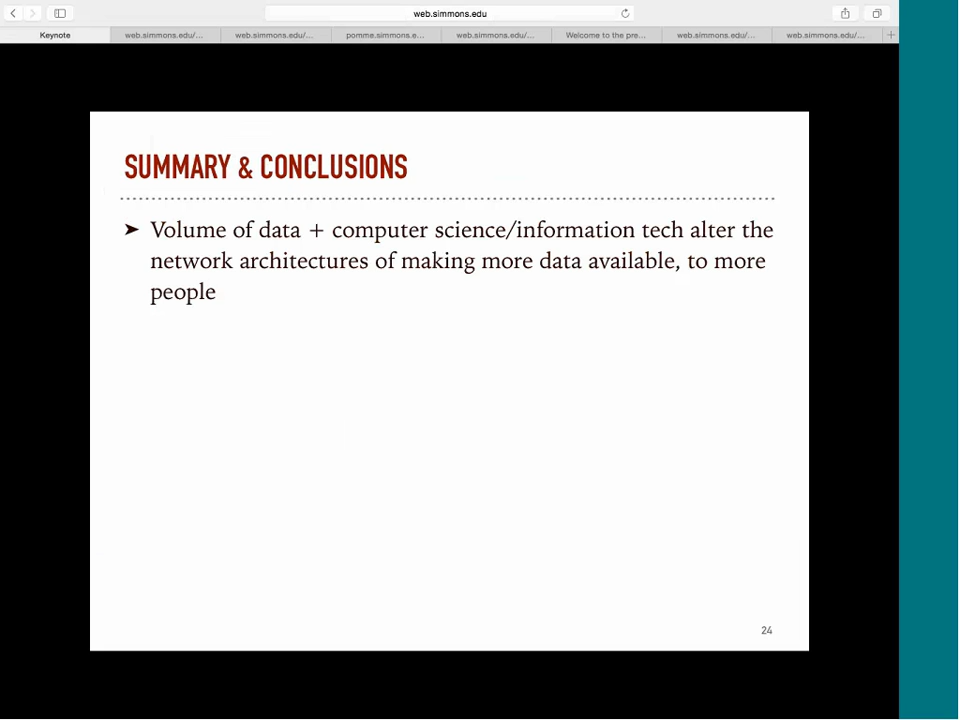 web.simmons.edu
Keynote
web.simmons.edu/...
web.simmons.edu/...
pomme.simmons.e...
web.simmons.edu/...
Welcome to the pre...
web.simmons.edu/...
web.simmons.edu/...
SUMMARY & CONCLUSIONS
➤ Volume of data + computer science/information tech alter the
network architectures of making more data available, to more
people
24